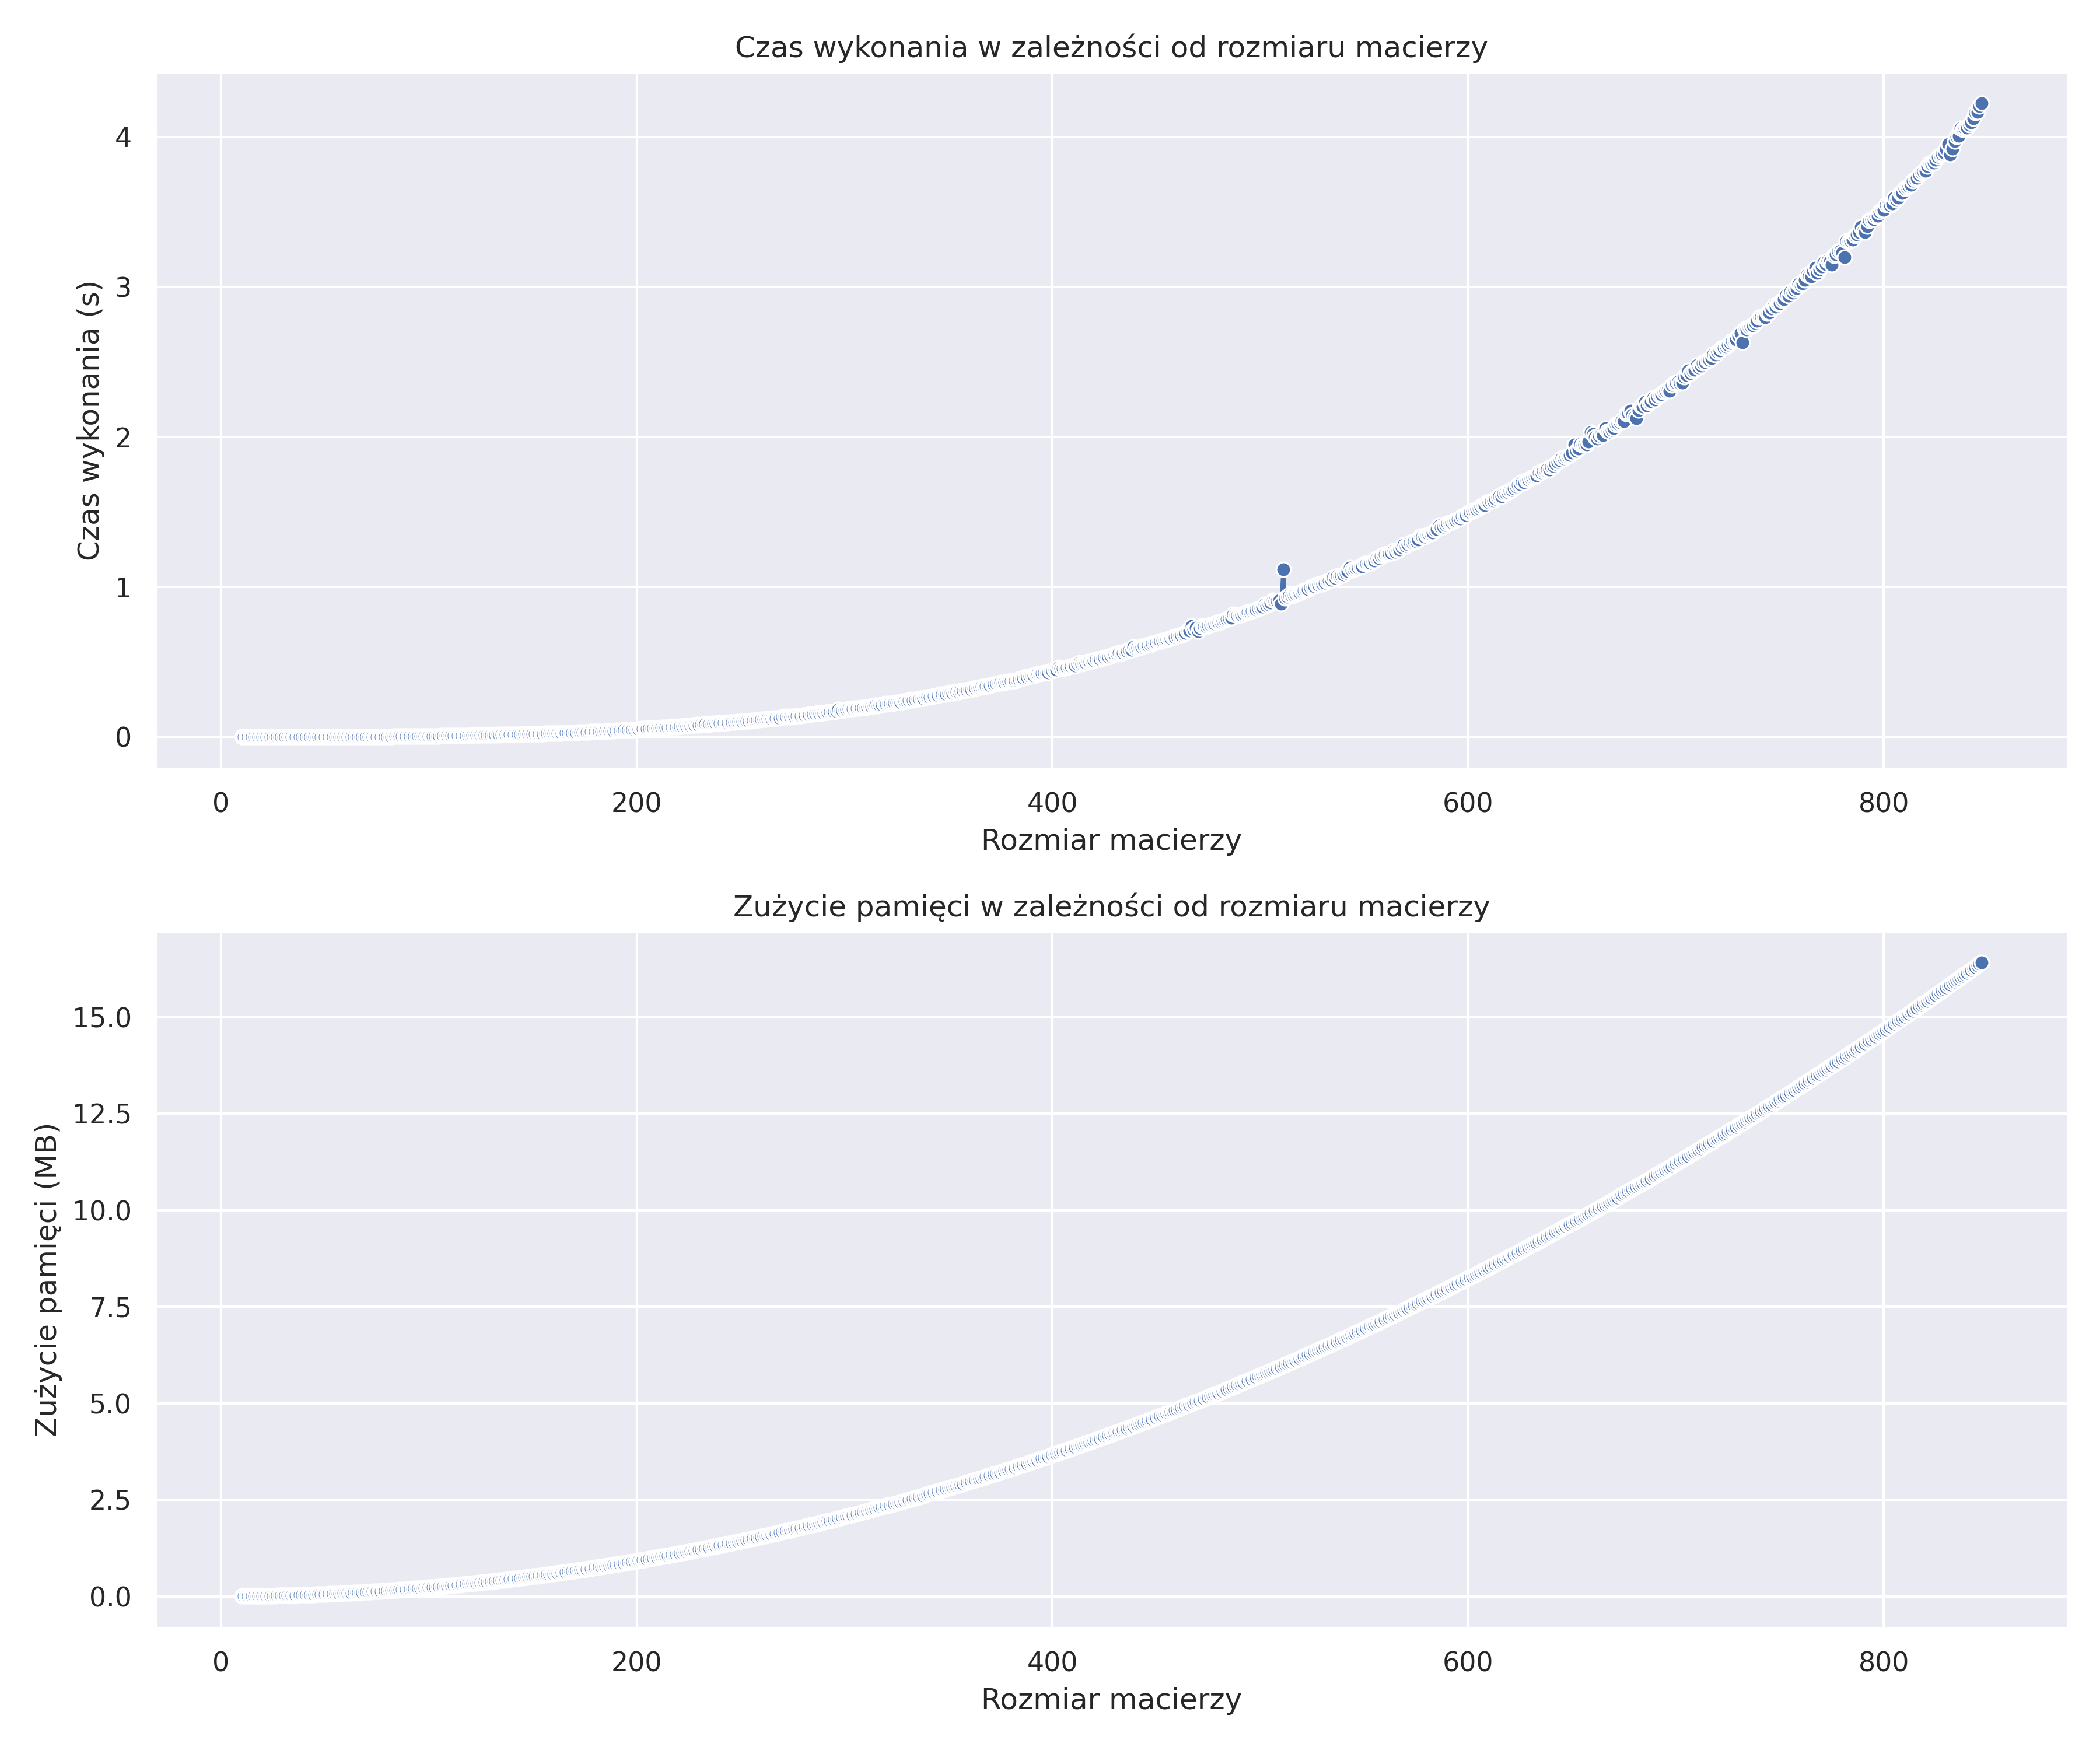 Czas wykonania w zależności od rozmiaru macierzy
Czas wykonania (s)
4
3
2
1
0
0 200 400 600 800
Rozmiar macierzy
Zużycie pamięci w zależności od rozmiaru macierzy
Zużycie pamięci (MB)
15.0
12.5
10.0
7.5
5.0
2.5
0.0
0 200 400 600 800
Rozmiar macierzy